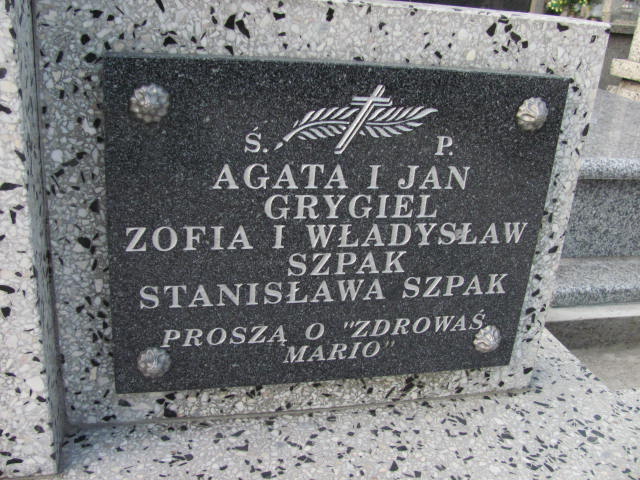 Ś. P.
AGATA I JAN
GRYGIEL
ZOFIA I WŁADYSŁAW
SZPAK
STANISŁAWA SZPAK
PROSZĄ O "ZDROWAŚ
MARIO"